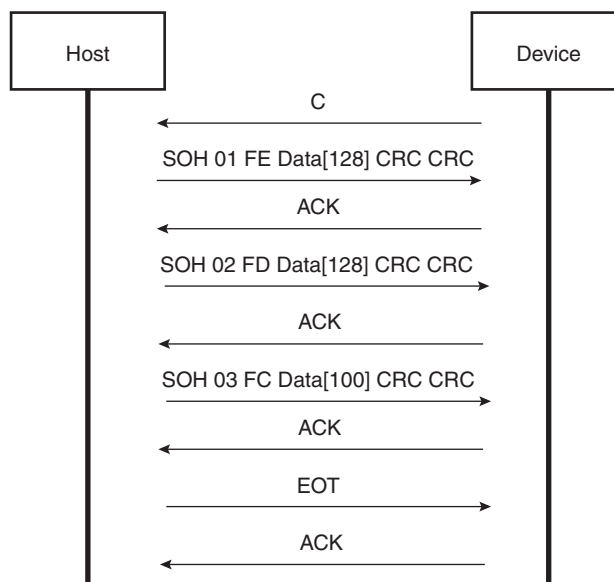 Host
Device
C
SOH 01 FE Data[128] CRC CRC
ACK
SOH 02 FD Data[128] CRC CRC
ACK
SOH 03 FC Data[100] CRC CRC
ACK
EOT
ACK